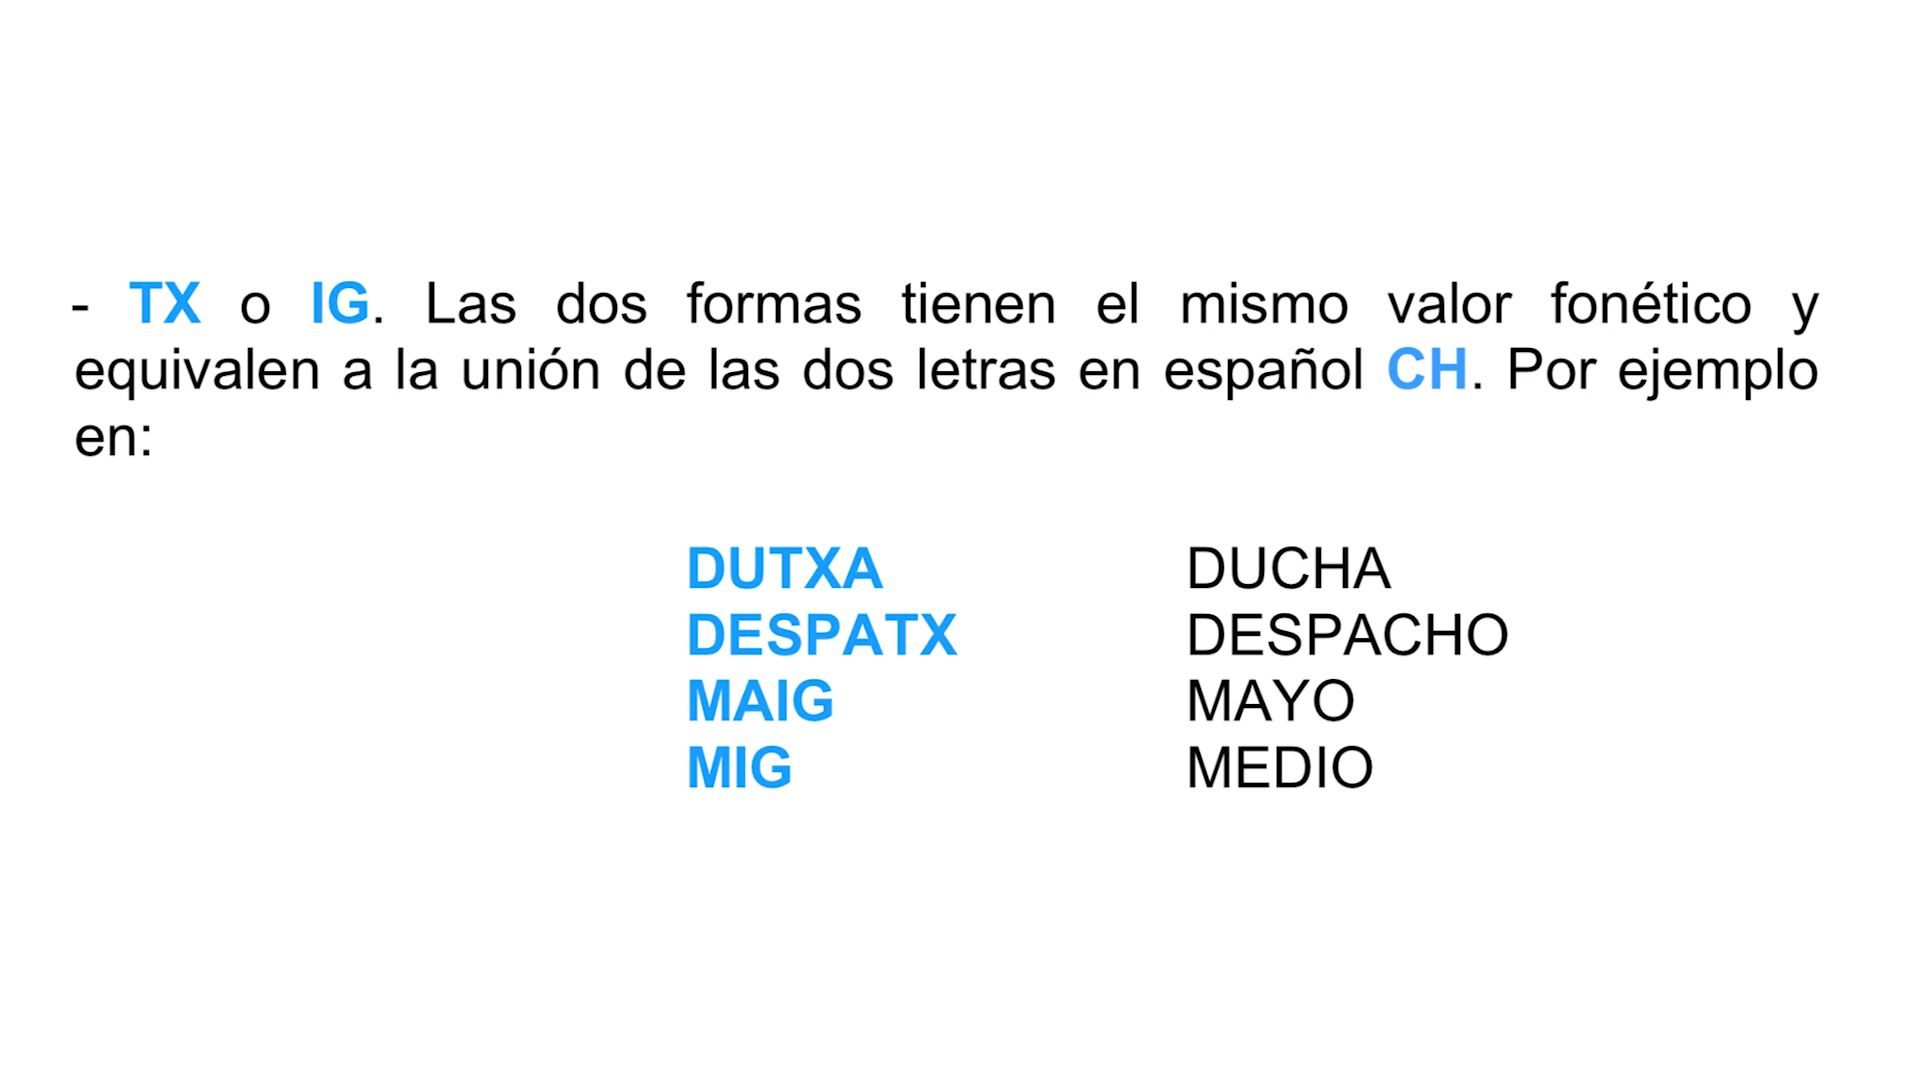 - TX o IG. Las dos formas tienen el mismo valor fonético y
equivalen a la unión de las dos letras en español CH. Por ejemplo
en:
DUTXA DUCHA
DESPATX DESPACHO
MAIG MAYO
MIG MEDIO